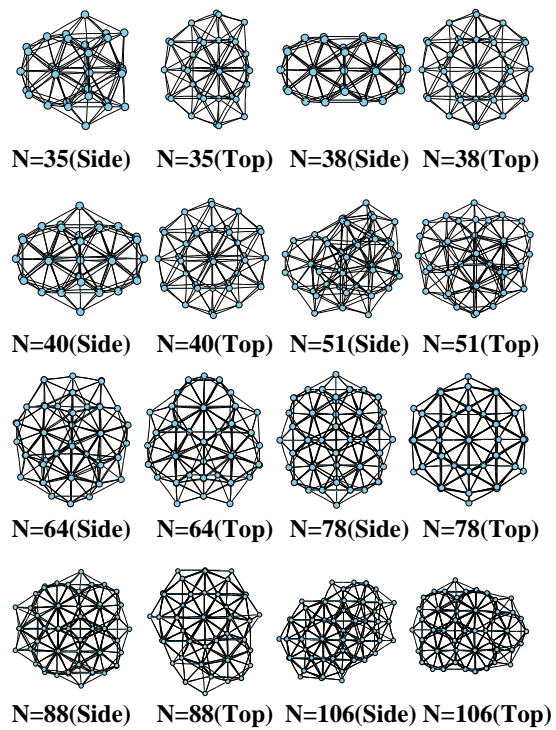 N=35(Side) N=35(Top) N=38(Side) N=38(Top)
N=40(Side) N=40(Top) N=51(Side) N=51(Top)
N=64(Side) N=64(Top) N=78(Side) N=78(Top)
N=88(Side) N=88(Top) N=106(Side) N=106(Top)